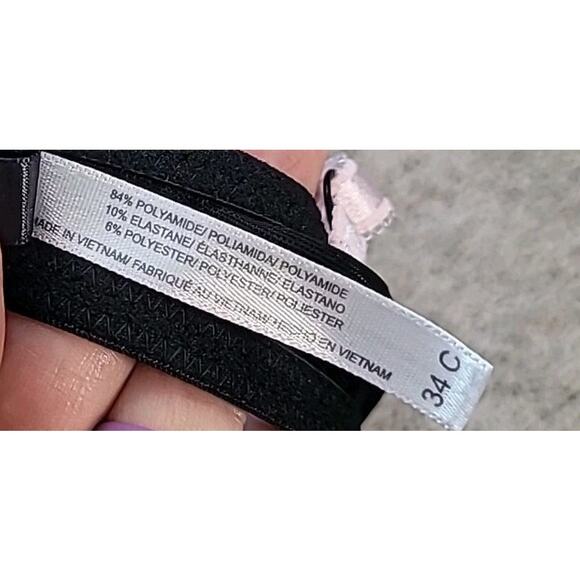 84% POLYAMIDE/ POLIAMIDA/ POLYAMIDE
10% ELASTANE/ ÉLASTHANNE/ ELASTANO
6% POLYESTER/ POLYESTER/ POLIESTER
MADE IN VIETNAM/ FABRIQUÉ AU VIETNAM/HECHO EN VIETNAM
34 C